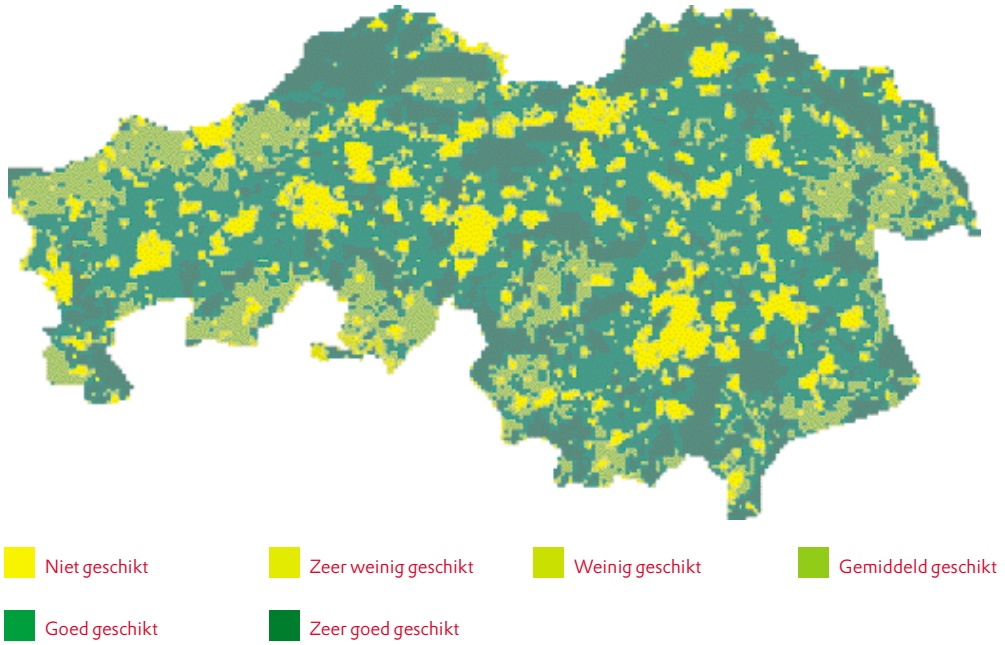 Niet geschikt
Zeer weinig geschikt
Weinig geschikt
Gemiddeld geschikt
Goed geschikt
Zeer goed geschikt